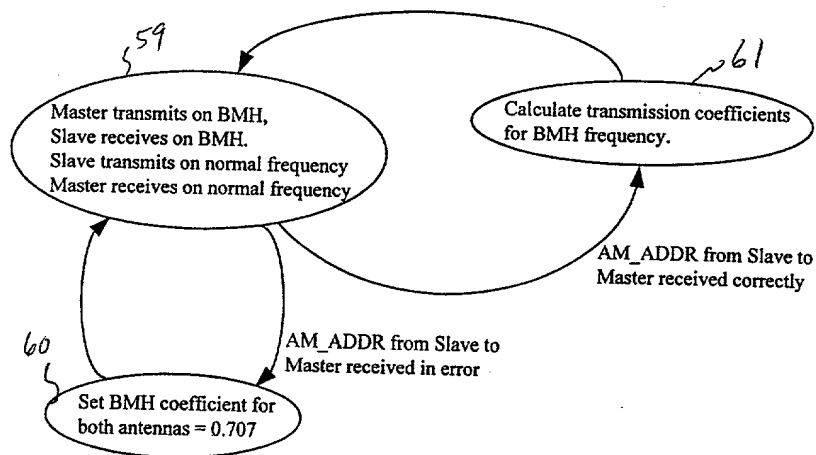 59
61
Master transmits on BMH,
Slave receives on BMH.
Slave transmits on normal frequency
Master receives on normal frequency
Calculate transmission coefficients
for BMH frequency.
AM_ADDR from Slave to
Master received correctly
60
AM_ADDR from Slave to
Master received in error
Set BMH coefficient for
both antennas = 0.707